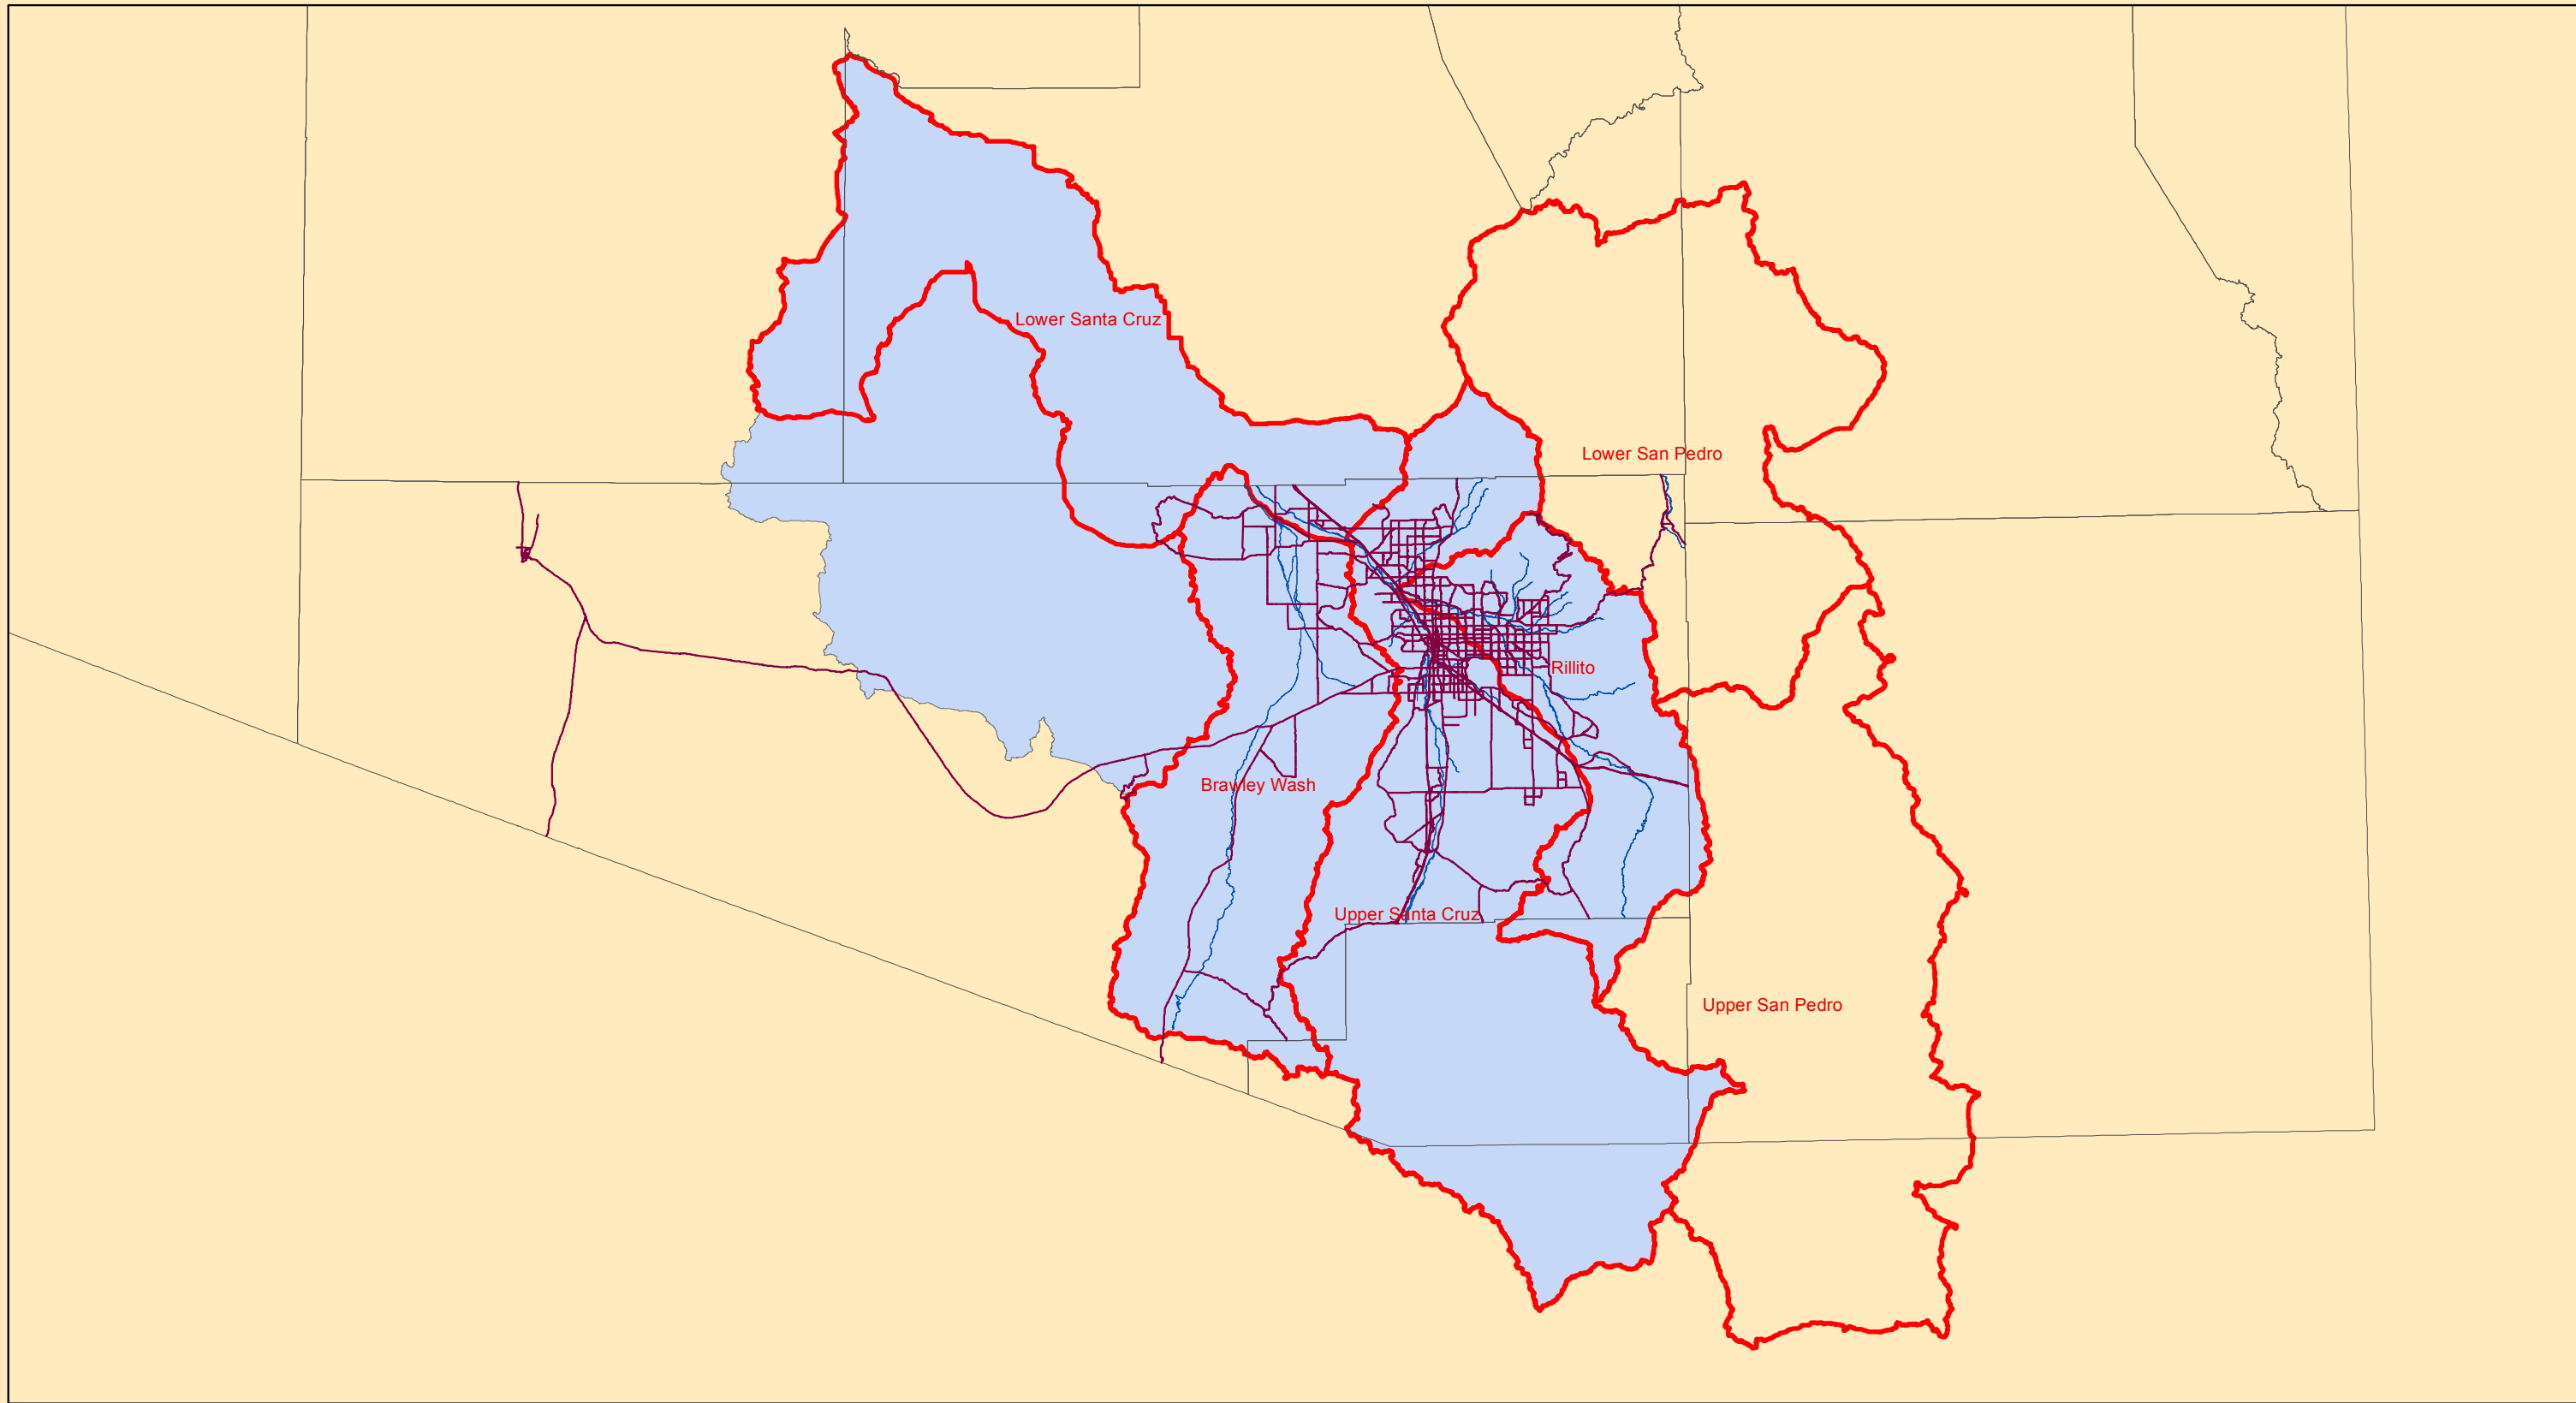 Lower Santa Cruz
Lower San Pedro
Rillito
Brawley Wash
Upper Santa Cruz
Upper San Pedro